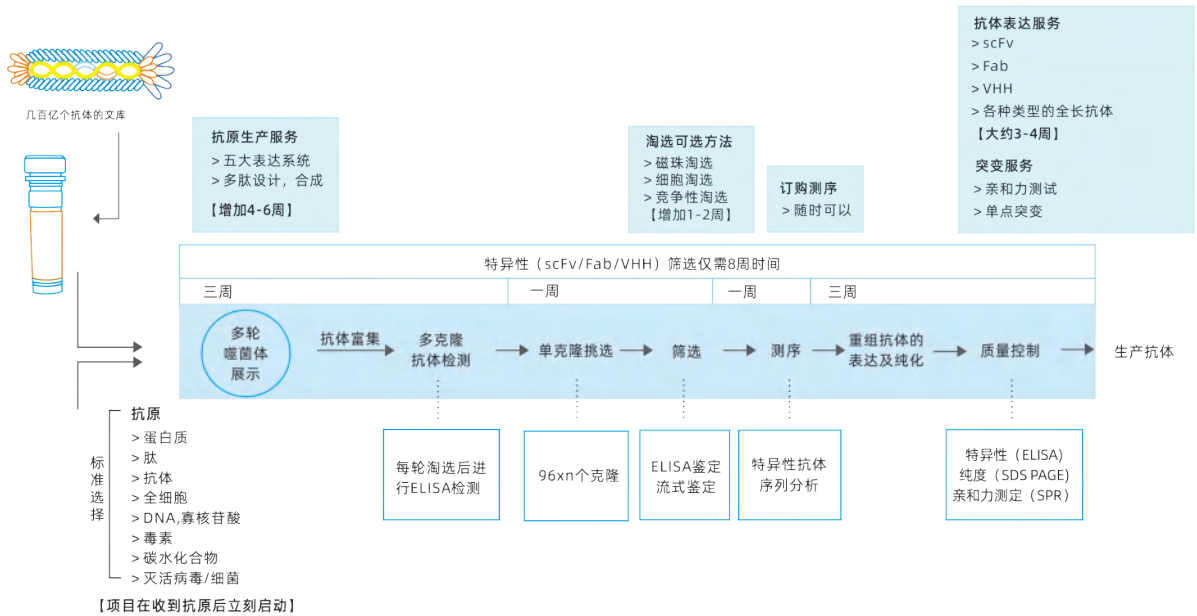 几百亿个抗体的文库
抗原生产服务
> 五大表达系统
> 多肽设计，合成
【增加4-6周】
淘选可选方法
> 磁珠淘选
> 细胞淘选
> 竞争性淘选
【增加1-2周】
订购测序
> 随时可以
抗体表达服务
> scFv
> Fab
> VHH
> 各种类型的全长抗体
【大约3-4周】
突变服务
> 亲和力测试
> 单点突变
特异性（scFv/Fab/VHH）筛选仅需8周时间
三周
一周
一周
三周
多轮
噬菌体
展示
抗体富集
多克隆
抗体检测
单克隆挑选
筛选
测序
重组抗体的
表达及纯化
质量控制
生产抗体
每轮淘选后进
行ELISA检测
96xn个克隆
ELISA鉴定
流式鉴定
特异性抗体
序列分析
特异性（ELISA）
纯度（SDS PAGE）
亲和力测定（SPR）
标准选择
抗原
> 蛋白质
> 肽
> 抗体
> 全细胞
> DNA,寡核苷酸
> 毒素
> 碳水化合物
> 灭活病毒/细菌
【项目在收到抗原后立刻启动】